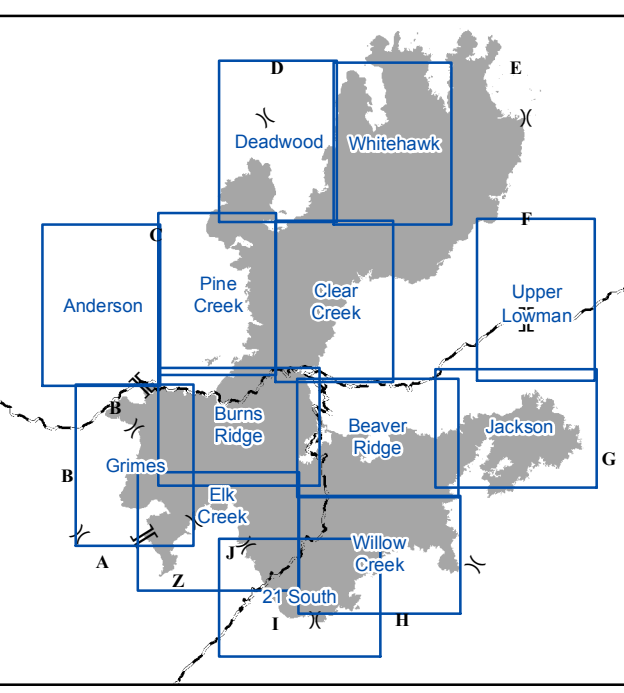 D
E
Deadwood
Whitehawk
F
C
Pine
Creek
Clear
Creek
Anderson
Upper
Lowman
B
Burns
Ridge
Beaver
Ridge
Jackson
G
B
Grimes
Elk
Creek
Willow
Creek
J
A
Z
21 South
I
H